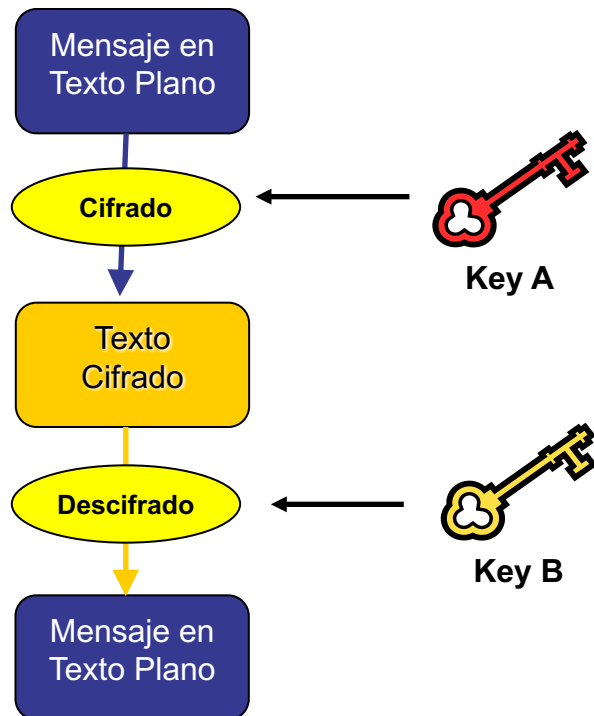 Mensaje en
Texto Plano
Cifrado
Key A
Texto
Cifrado
Descifrado
Key B
Mensaje en
Texto Plano